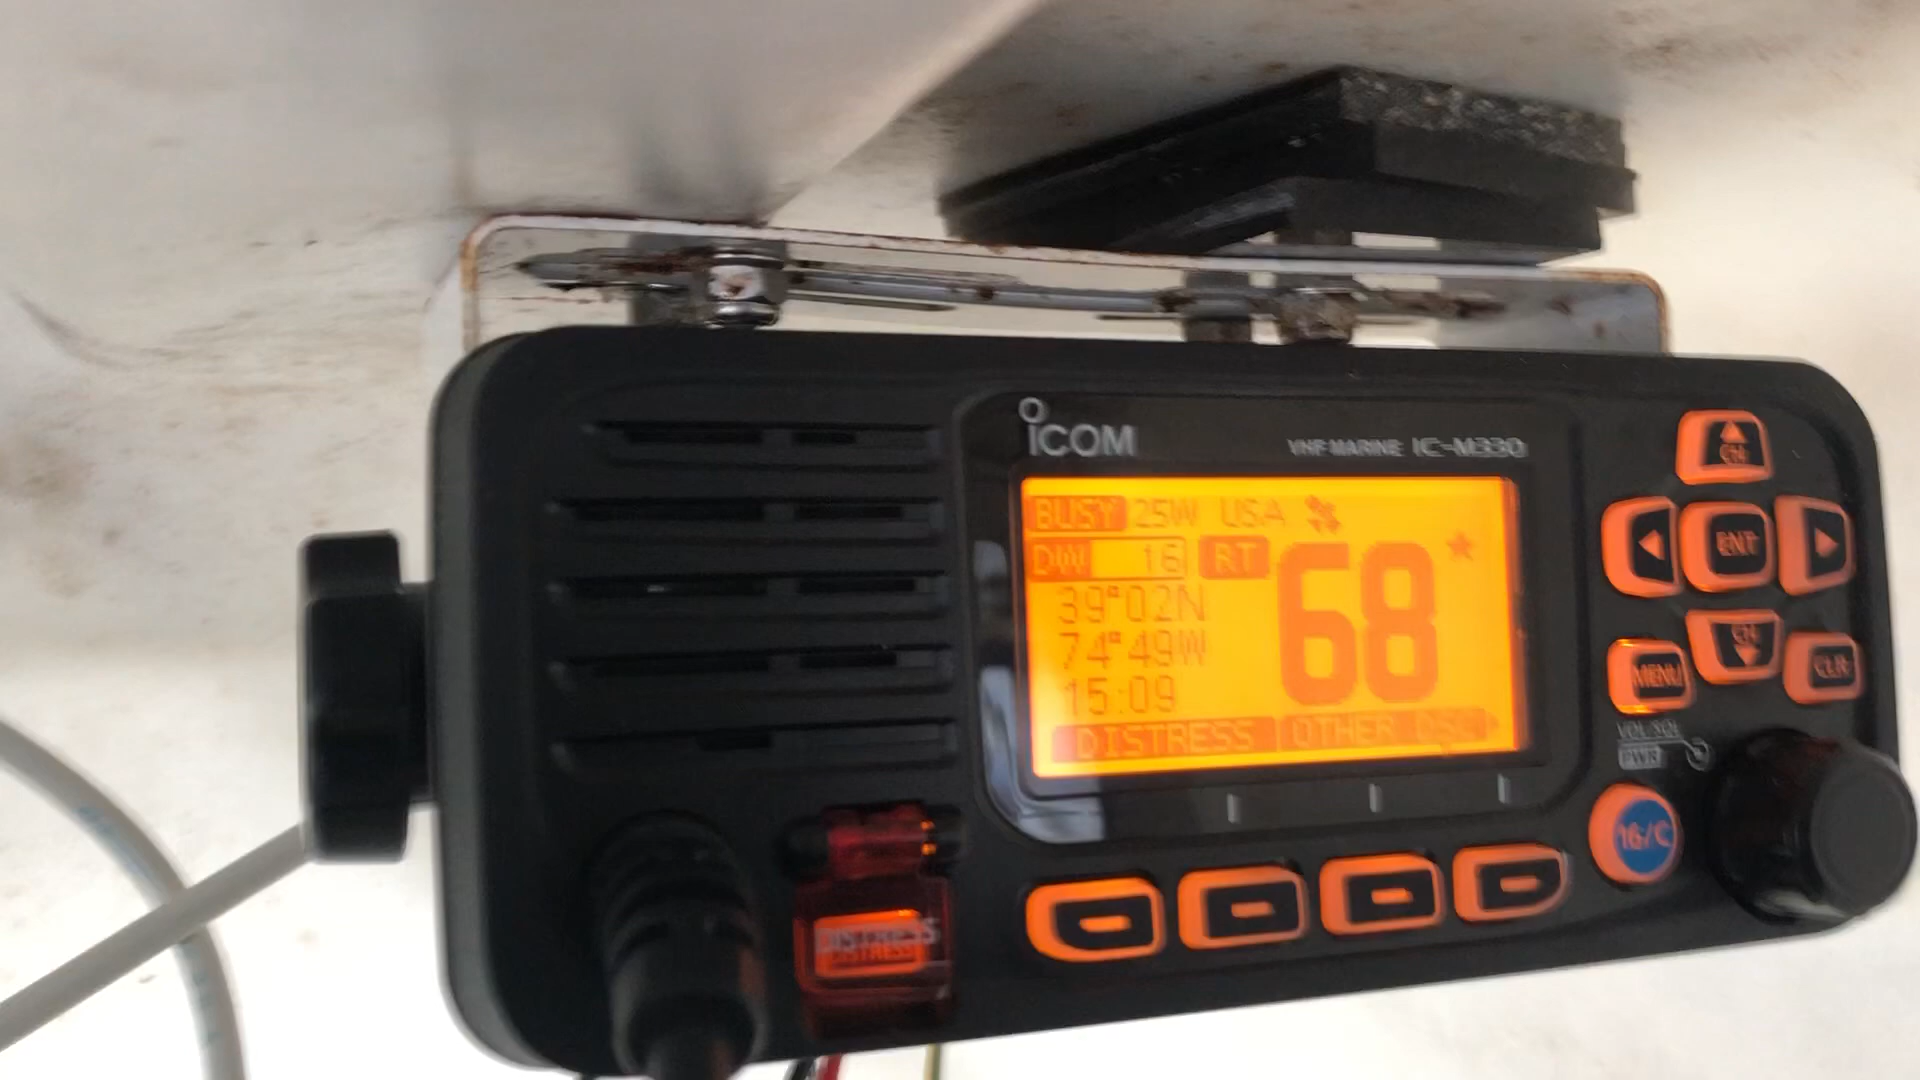 ICOM
VHF MARINE IC-M330
BUSY 25W USA
DW 16 RT
68
39°02N
74°49W
15:09
DISTRESS OTHER DSC
CH
ENT
CH
MENU
CLR
VOL/SQL
PWR
16/C
DISTRESS